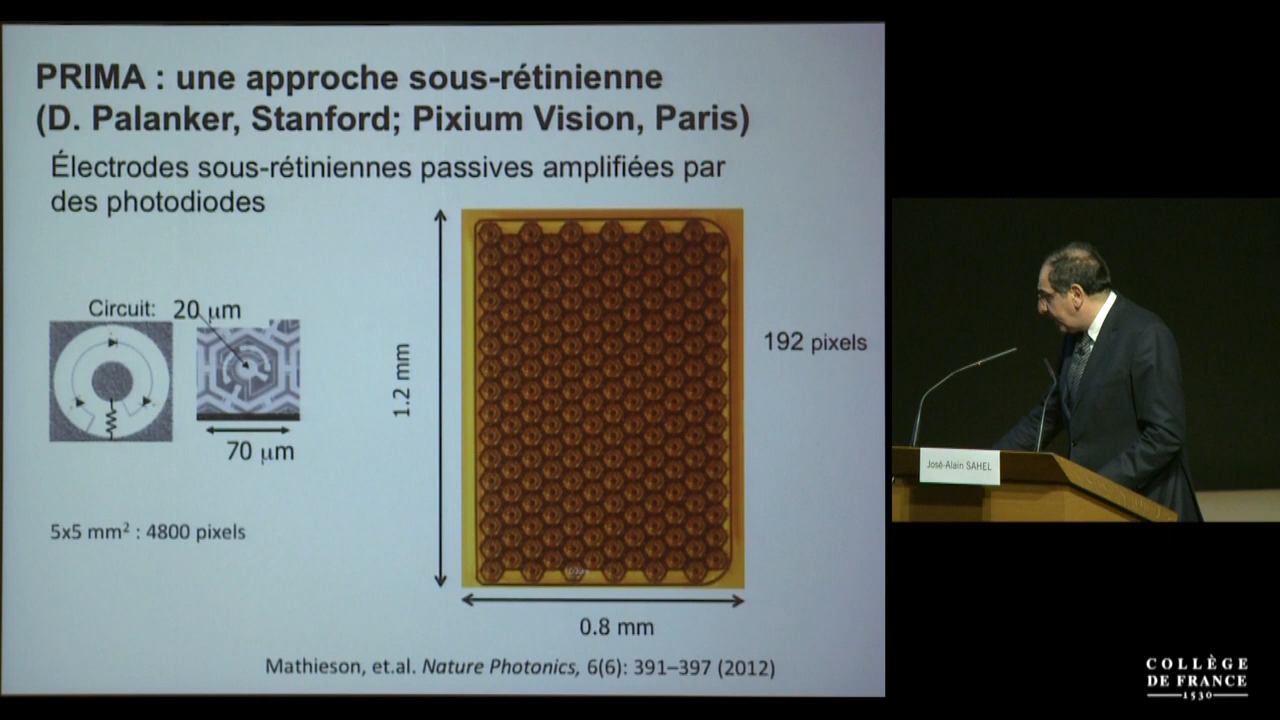 PRIMA : une approche sous-rétinienne
(D. Palanker, Stanford; Pixium Vision, Paris)
Électrodes sous-rétiniennes passives amplifiées par
des photodiodes
Circuit: 20 µm
70 µm
5x5 mm² : 4800 pixels
1.2 mm
192 pixels
0.8 mm
Mathieson, et.al. Nature Photonics, 6(6): 391–397 (2012)
José-Alain SAHEL
COLLÈGE
DE FRANCE
1530